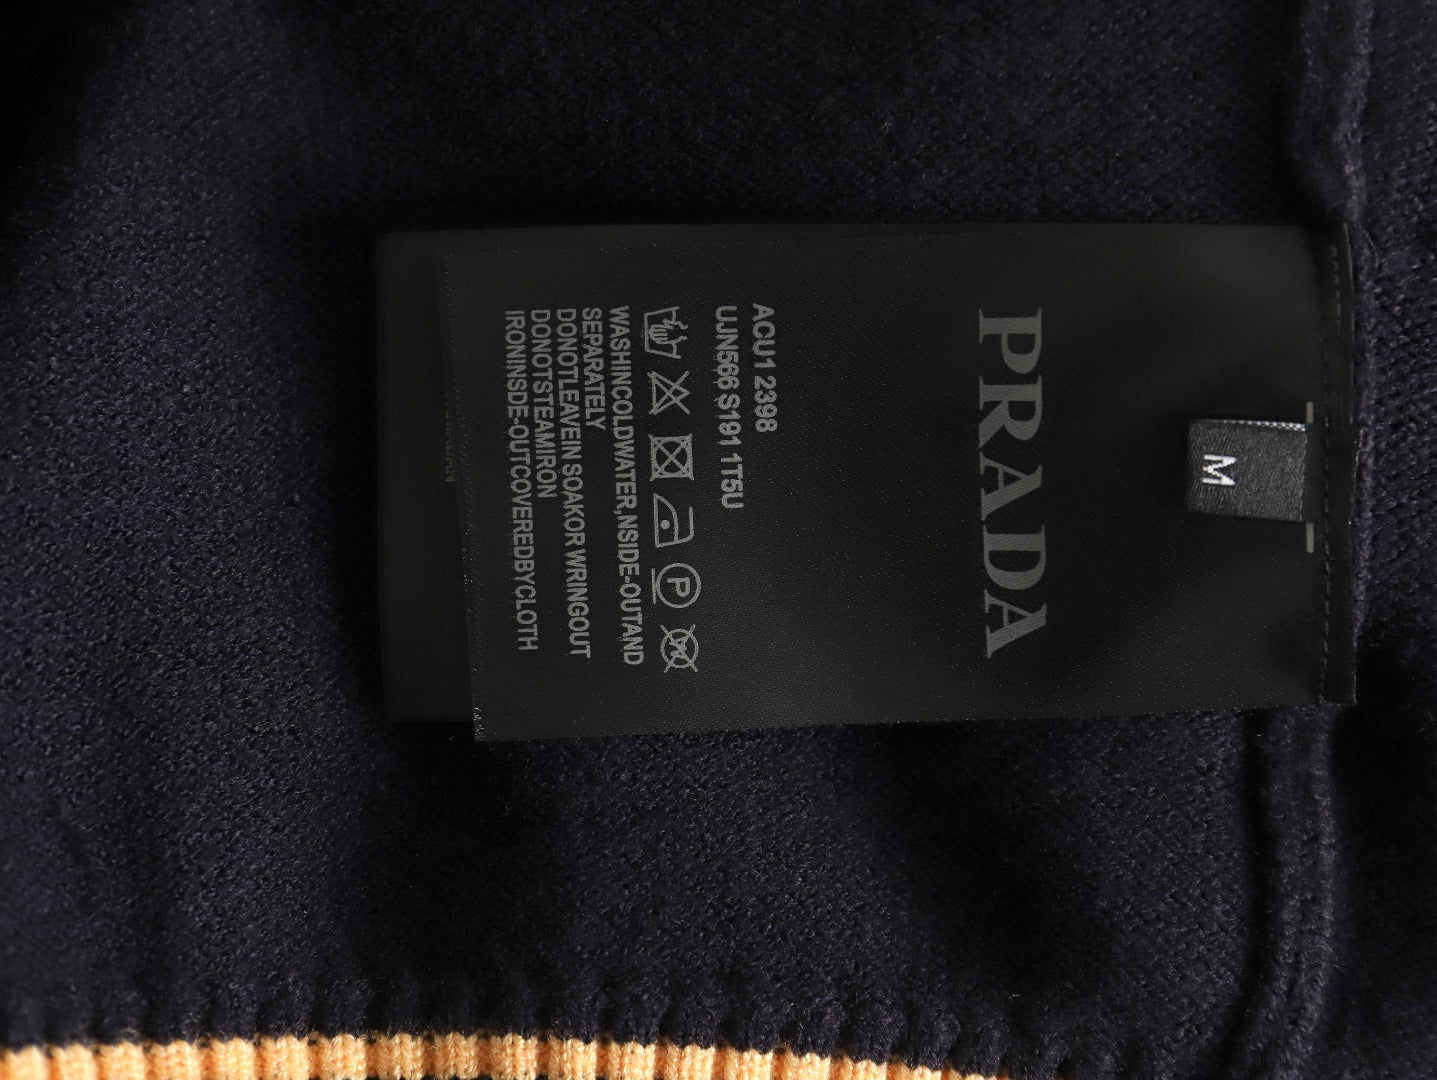 M
PRADA
ACU1 2398
UJN566 S191 1T5U
P
WASHINCOLDWATER,NSIDE-OUTAND
SEPARATELY
DONOTLEAVEIN SOAKOR WRINGOUT
DONOTSTEAMIRON
IRONINSIDE-OUTCOVEREDBYCLOTH